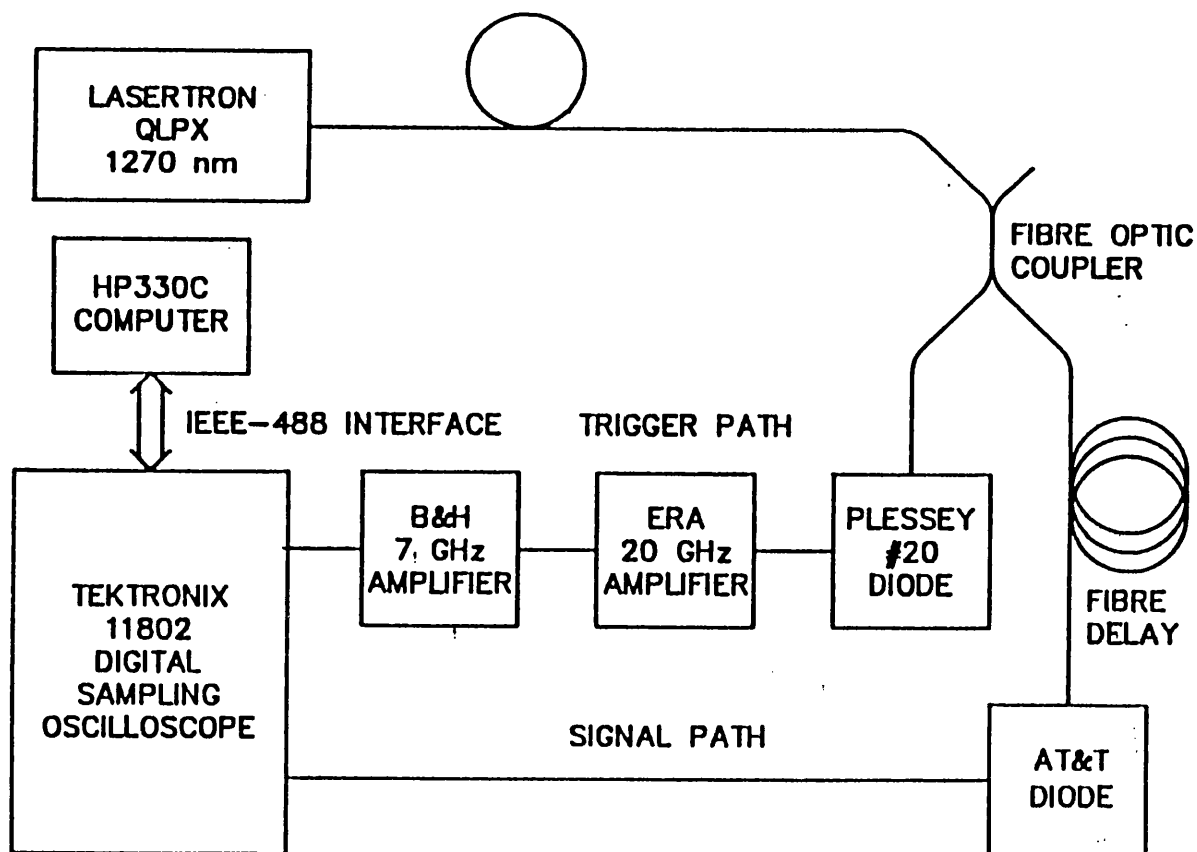 LASERTRON
QLPX
1270 nm
FIBRE OPTIC
COUPLER
HP330C
COMPUTER
IEEE-488 INTERFACE
TRIGGER PATH
B&H
7 GHz
AMPLIFIER
ERA
20 GHz
AMPLIFIER
PLESSEY
#20
DIODE
FIBRE
DELAY
TEKTRONIX
11802
DIGITAL
SAMPLING
OSCILLOSCOPE
SIGNAL PATH
AT&T
DIODE